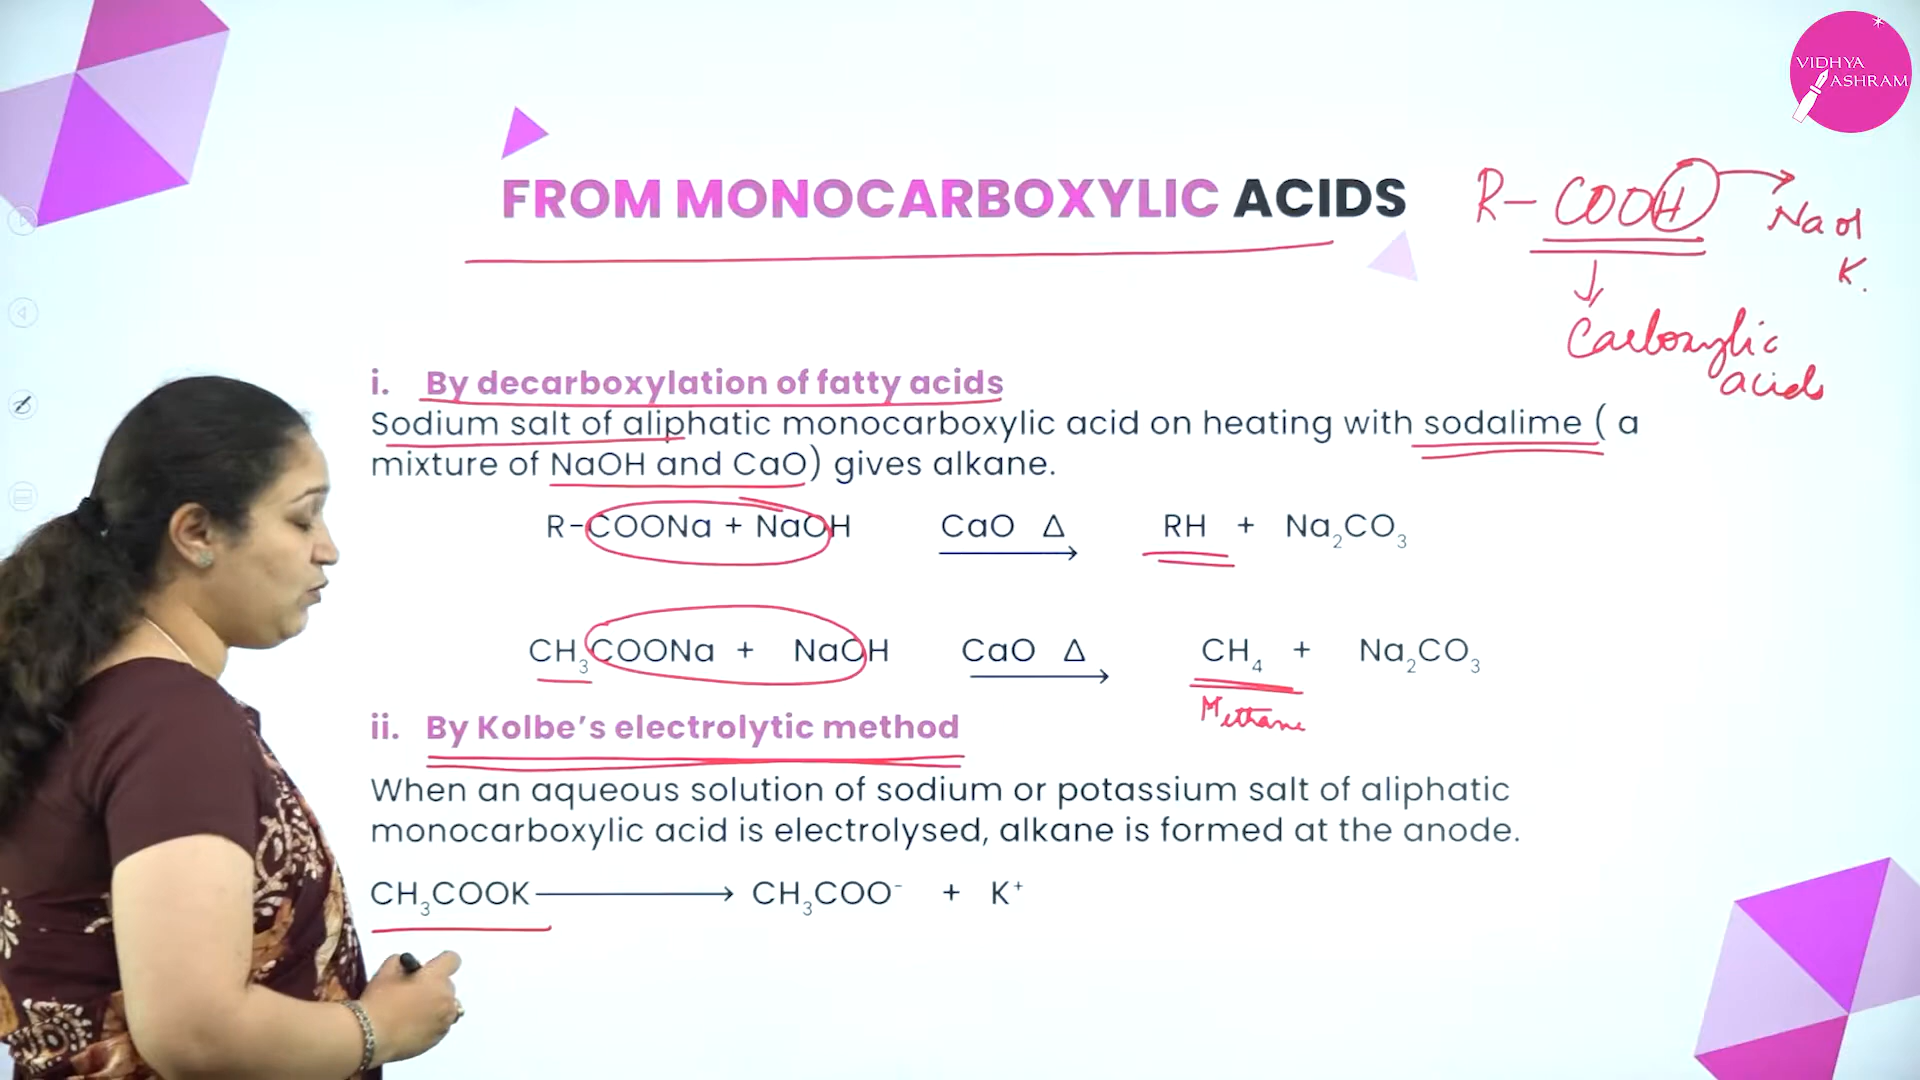 VIDHYA
ASHRAM
FROM MONOCARBOXYLIC ACIDS
R- COOH
Na or
K.
Carboxylic
acids
i. By decarboxylation of fatty acids
Sodium salt of aliphatic monocarboxylic acid on heating with sodalime ( a
mixture of NaOH and CaO) gives alkane.
R-COONa + NaOH CaO Δ RH + Na₂CO₃
CH₃COONa + NaOH CaO Δ CH₄ + Na₂CO₃
Methane
ii. By Kolbe’s electrolytic method
When an aqueous solution of sodium or potassium salt of aliphatic
monocarboxylic acid is electrolysed, alkane is formed at the anode.
CH₃COOK → CH₃COO⁻ + K⁺